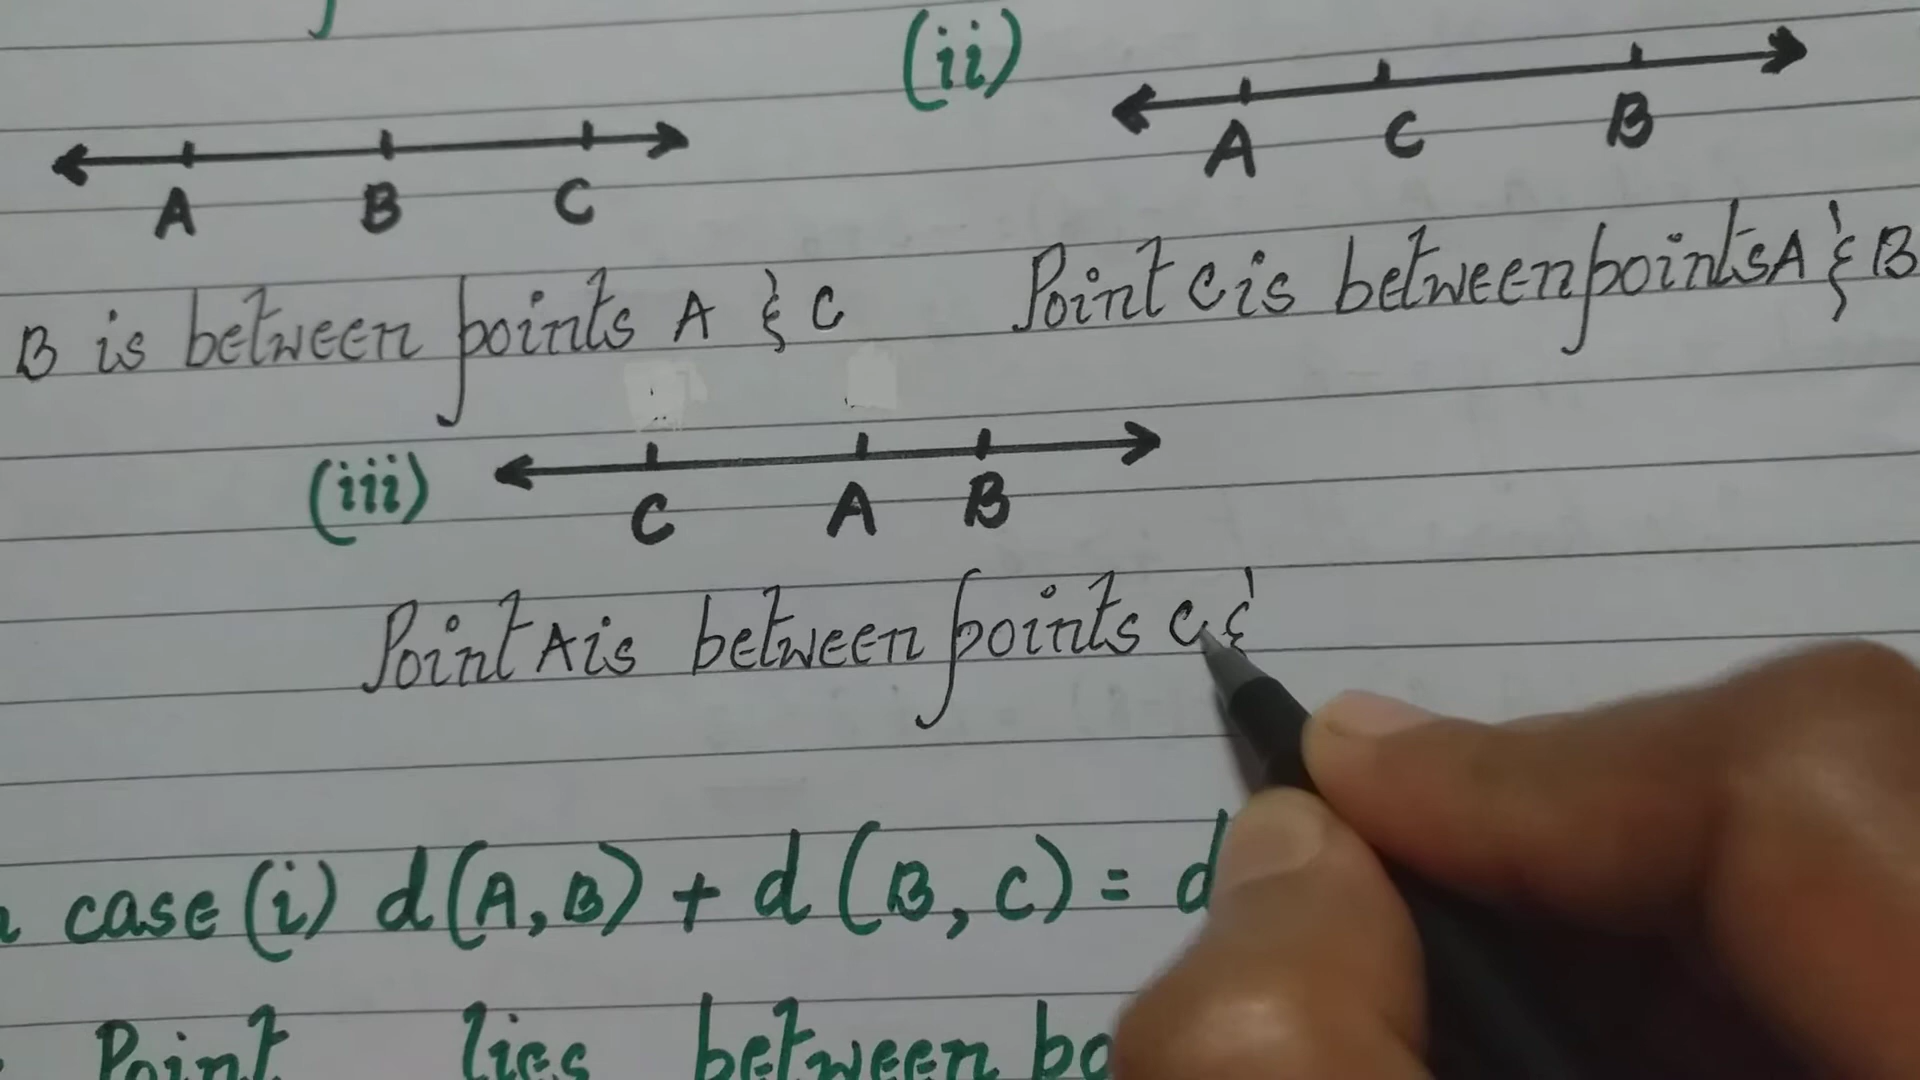 (ii)
A B C
A C B
B is between points A & C
Point C is between points A & B
(iii)
C A B
Point A is between points C &
case (i) d(A, B) + d (B, C) = d
Point lies between